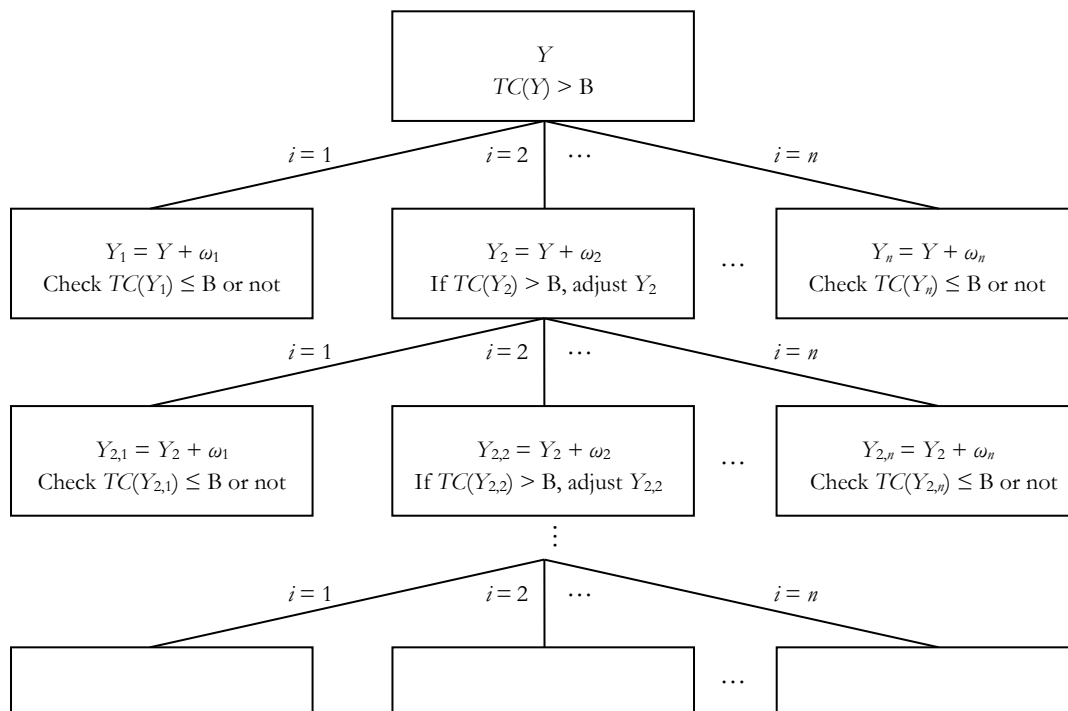 Y
TC(Y) > B
i = 1
i = 2
⋯
i = n
Y₁ = Y + ω₁
Check TC(Y₁) ≤ B or not
Y₂ = Y + ω₂
If TC(Y₂) > B, adjust Y₂
⋯
Yₙ = Y + ωₙ
Check TC(Yₙ) ≤ B or not
i = 1
i = 2
⋯
i = n
Y₂,₁ = Y₂ + ω₁
Check TC(Y₂,₁) ≤ B or not
Y₂,₂ = Y₂ + ω₂
If TC(Y₂,₂) > B, adjust Y₂,₂
⋯
Y₂,ₙ = Y₂ + ωₙ
Check TC(Y₂,ₙ) ≤ B or not
⋮
i = 1
i = 2
⋯
i = n
⋯